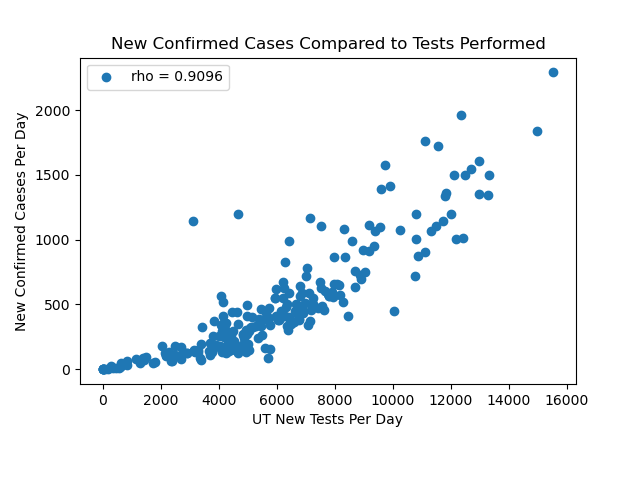 New Confirmed Cases Compared to Tests Performed
rho = 0.9096
New Confirmed Caeses Per Day
2000
1500
1000
500
0
0 2000 4000 6000 8000 10000 12000 14000 16000
UT New Tests Per Day